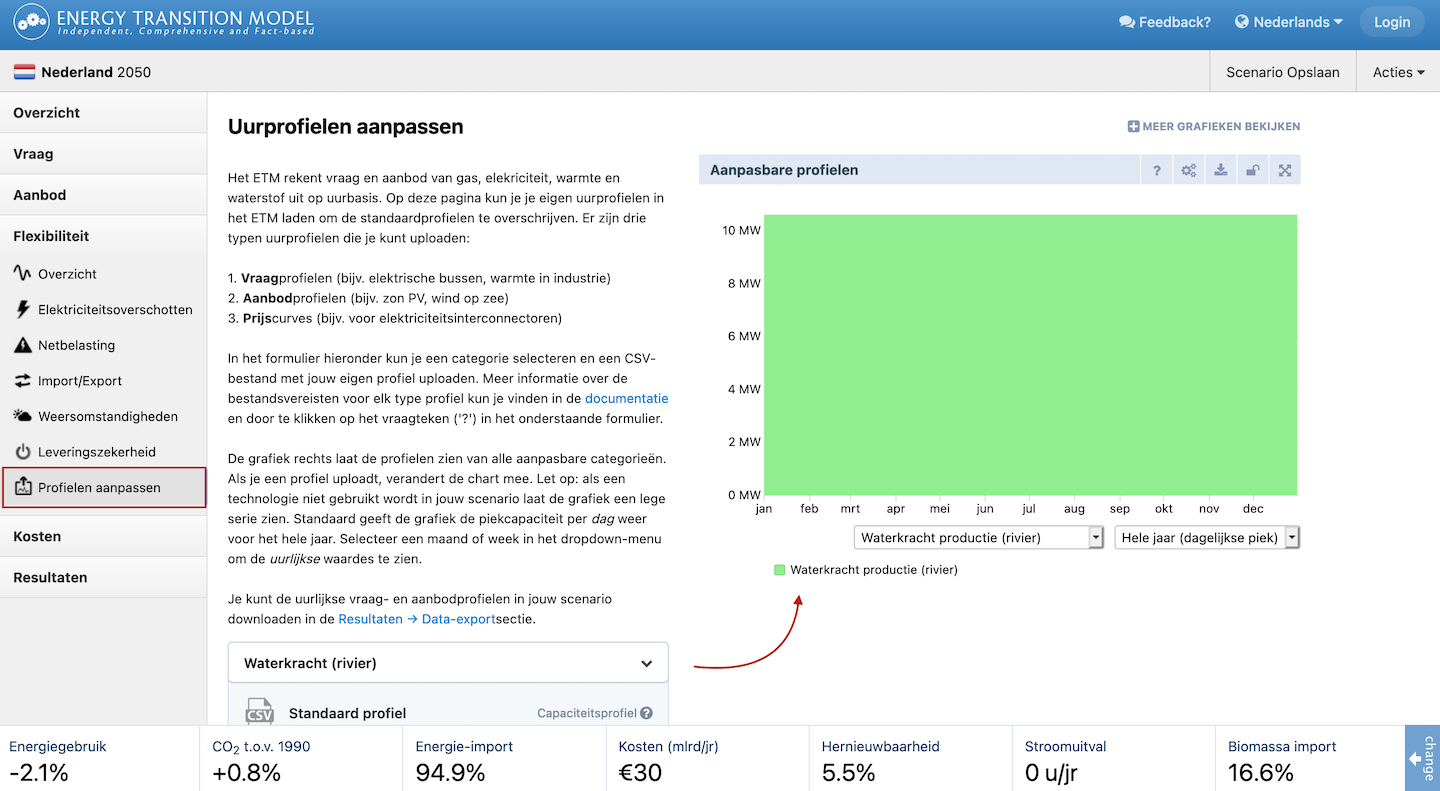 ENERGY TRANSITION MODEL
Independent, Comprehensive and Fact-based
Feedback?
Nederlands
Login
Nederland 2050
Scenario Opslaan
Acties
Overzicht
Vraag
Aanbod
Flexibiliteit
Overzicht
Elektriciteitsoverschotten
Netbelasting
Import/Export
Weersomstandigheden
Leveringszekerheid
Profielen aanpassen
Kosten
Resultaten
Uurprofielen aanpassen
Het ETM rekent vraag en aanbod van gas, elekriciteit, warmte en
waterstof uit op uurbasis. Op deze pagina kun je je eigen uurprofielen in
het ETM laden om de standaardprofielen te overschrijven. Er zijn drie
typen uurprofielen die je kunt uploaden:
1. Vraagprofielen (bijv. elektrische bussen, warmte in industrie)
2. Aanbodprofielen (bijv. zon PV, wind op zee)
3. Prijscurves (bijv. voor elektriciteitsinterconnectoren)
In het formulier hieronder kun je een categorie selecteren en een CSV-
bestand met jouw eigen profiel uploaden. Meer informatie over de
bestandsvereisten voor elk type profiel kun je vinden in de documentatie
en door te klikken op het vraagteken ('?') in het onderstaande formulier.
De grafiek rechts laat de profielen zien van alle aanpasbare categorieën.
Als je een profiel uploadt, verandert de chart mee. Let op: als een
technologie niet gebruikt wordt in jouw scenario laat de grafiek een lege
serie zien. Standaard geeft de grafiek de piekcapaciteit per dag weer
voor het hele jaar. Selecteer een maand of week in het dropdown-menu
om de uurlijkse waardes te zien.
Je kunt de uurlijkse vraag- en aanbodprofielen in jouw scenario
downloaden in de Resultaten → Data-exportsectie.
Waterkracht (rivier)
CSV
Standaard profiel
Capaciteitsprofiel ?
MEER GRAFIEKEN BEKIJKEN
Aanpasbare profielen
?
10 MW
8 MW
6 MW
4 MW
2 MW
0 MW
jan feb mrt apr mei jun jul aug sep okt nov dec
Waterkracht productie (rivier)
Hele jaar (dagelijkse piek)
Waterkracht productie (rivier)
Energiegebruik
-2.1%
CO2 t.o.v. 1990
+0.8%
Energie-import
94.9%
Kosten (mlrd/jr)
€30
Hernieuwbaarheid
5.5%
Stroomuitval
0 u/jr
Biomassa import
16.6%
change